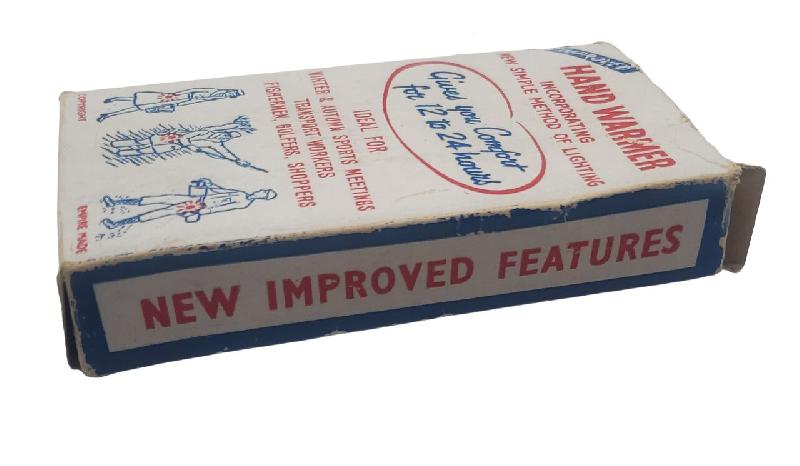 HAND WARMER
INCORPORATING
NEW SIMPLE METHOD OF LIGHTING
Gives you Comfort
for 12 to 24 hours
IDEAL FOR
WINTER & AUTUMN SPORTS MEETINGS
TRANSPORT WORKERS
FISHERMEN, GOLFERS, SHOPPERS
COPYRIGHT
EMPIRE MADE
NEW IMPROVED FEATURES